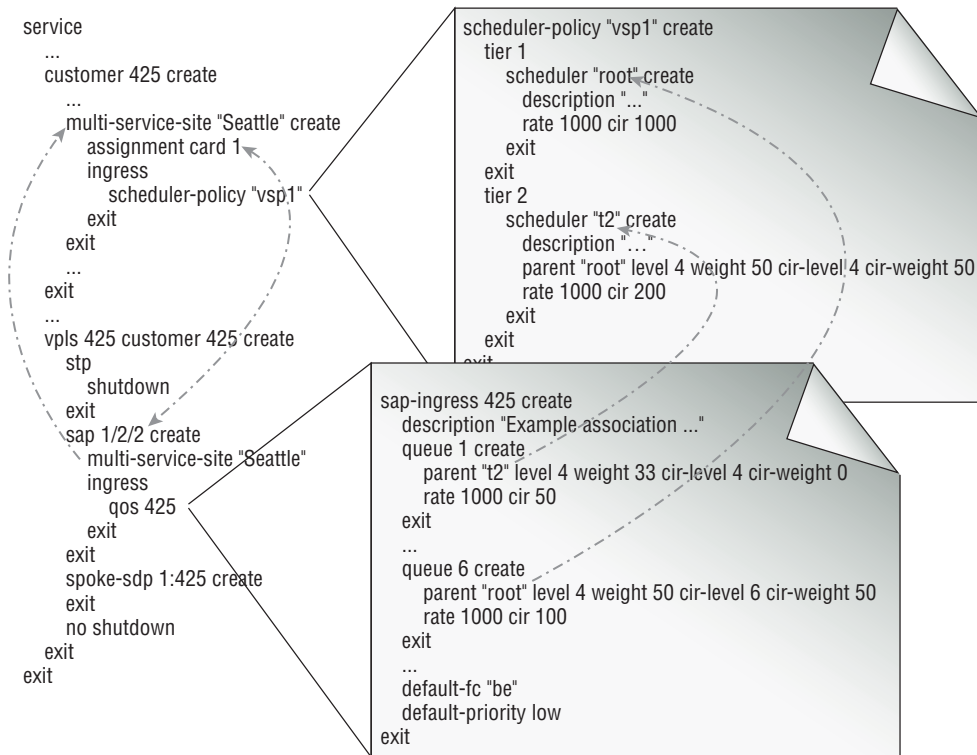 service
...
customer 425 create
...
multi-service-site "Seattle" create
assignment card 1
ingress
scheduler-policy "vsp1"
exit
exit
...
exit
...
vpls 425 customer 425 create
stp
shutdown
exit
sap 1/2/2 create
multi-service-site "Seattle"
ingress
qos 425
exit
exit
spoke-sdp 1:425 create
exit
no shutdown
exit
exit
scheduler-policy "vsp1" create
tier 1
scheduler "root" create
description "..."
rate 1000 cir 1000
exit
exit
tier 2
scheduler "t2" create
description "…"
parent "root" level 4 weight 50 cir-level 4 cir-weight 50
rate 1000 cir 200
exit
exit
exit
sap-ingress 425 create
description "Example association ..."
queue 1 create
parent "t2" level 4 weight 33 cir-level 4 cir-weight 0
rate 1000 cir 50
exit
...
queue 6 create
parent "root" level 4 weight 50 cir-level 6 cir-weight 50
rate 1000 cir 100
exit
...
default-fc "be"
default-priority low
exit